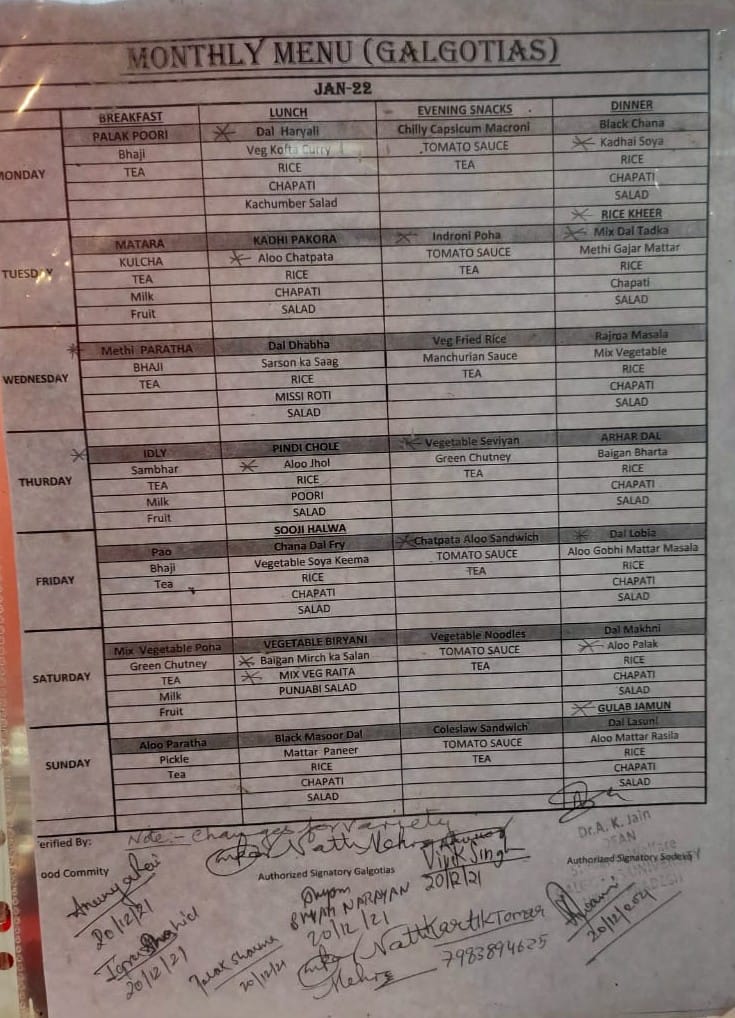 MONTHLY MENU (GALGOTIAS)
JAN-22
BREAKFAST LUNCH EVENING SNACKS DINNER
MONDAY
PALAK POORI Dal Haryali Chilly Capsicum Macroni Black Chana
Bhaji Veg Kofta Curry TOMATO SAUCE Kadhai Soya
TEA RICE TEA RICE
CHAPATI CHAPATI
Kachumber Salad SALAD
RICE KHEER
TUESDAY
MATARA KADHI PAKORA Indroni Poha Mix Dal Tadka
KULCHA Aloo Chatpata TOMATO SAUCE Methi Gajar Mattar
TEA RICE TEA RICE
Milk CHAPATI Chapati
Fruit SALAD SALAD
WEDNESDAY
Methi PARATHA Dal Dhabha Veg Fried Rice Rajma Masala
BHAJI Sarson ka Saag Manchurian Sauce Mix Vegetable
TEA RICE TEA RICE
MISSI ROTI CHAPATI
SALAD SALAD
THURDAY
IDLY PINDI CHOLE Vegetable Seviyan ARHAR DAL
Sambhar Aloo Jhol Green Chutney Baigan Bharta
TEA RICE TEA RICE
Milk POORI CHAPATI
Fruit SALAD SALAD
SOOJI HALWA
FRIDAY
Pao Chana Dal Fry Chatpata Aloo Sandwich Dal Lobia
Bhaji Vegetable Soya Keema TOMATO SAUCE Aloo Gobhi Mattar Masala
Tea RICE TEA RICE
CHAPATI CHAPATI
SALAD SALAD
SATURDAY
Mix Vegetable Poha VEGETABLE BIRYANI Vegetable Noodles Dal Makhni
Green Chutney Baigan Mirch ka Salan TOMATO SAUCE Aloo Palak
TEA MIX VEG RAITA TEA RICE
Milk PUNJABI SALAD CHAPATI
Fruit SALAD
GULAB JAMUN
SUNDAY
Aloo Paratha Black Masoor Dal Coleslaw Sandwich Dal Lasuni
Pickle Mattar Paneer TOMATO SAUCE Aloo Mattar Rasila
Tea RICE TEA RICE
CHAPATI CHAPATI
SALAD SALAD
erified By: Note:- Changes for variety
Dr.A. K. Jain
ood Commity Authorized Signatory Galgotias Vivek Singh Authorized Signatory
20/12/21
20/12/21
SHYAM NARAYAN
20/12/21
20/12/21
Palak Sharma
20/12/21
Kartik Tomar
7983894625
20/12/2021